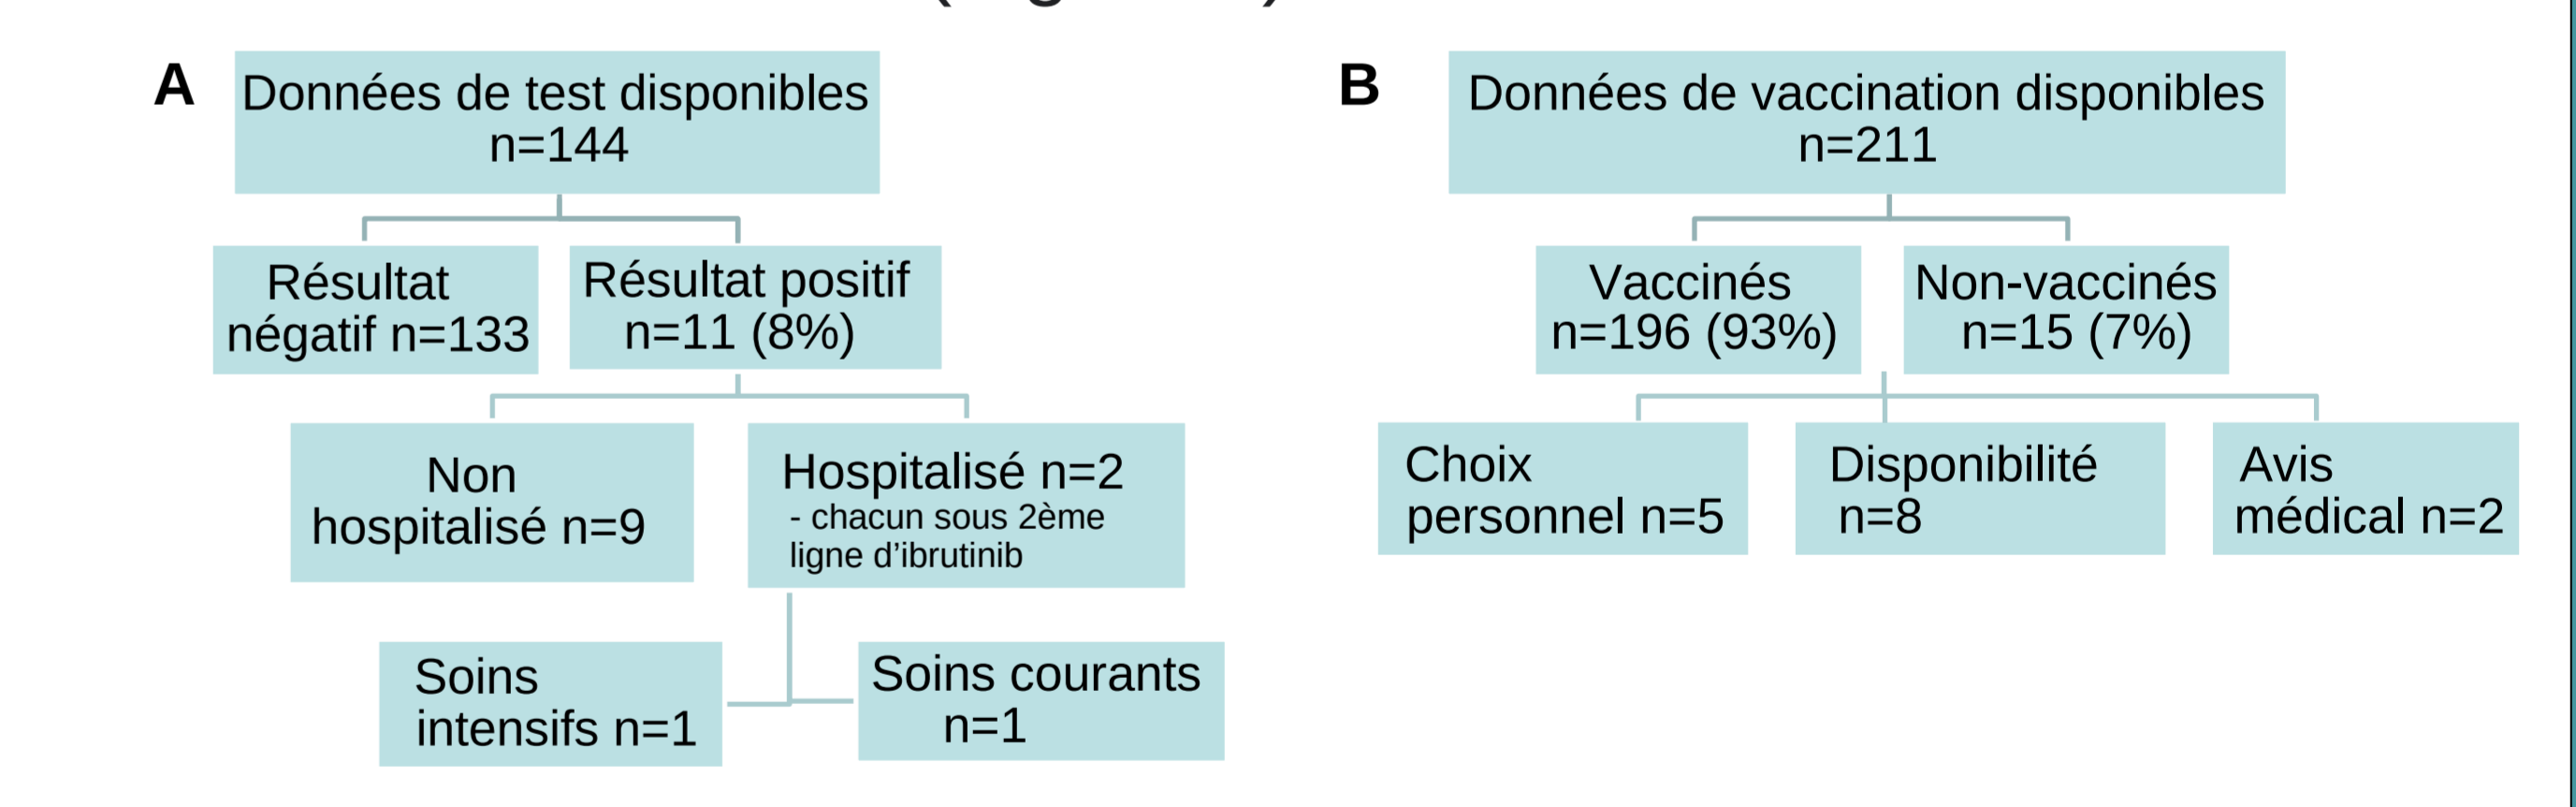 A
Données de test disponibles
n=144
Résultat
négatif n=133
Résultat positif
n=11 (8%)
Non
hospitalisé n=9
Hospitalisé n=2
- chacun sous 2ème
ligne d’ibrutinib
Soins
intensifs n=1
Soins courants
n=1
B
Données de vaccination disponibles
n=211
Vaccinés
n=196 (93%)
Non-vaccinés
n=15 (7%)
Choix
personnel n=5
Disponibilité
n=8
Avis
médical n=2